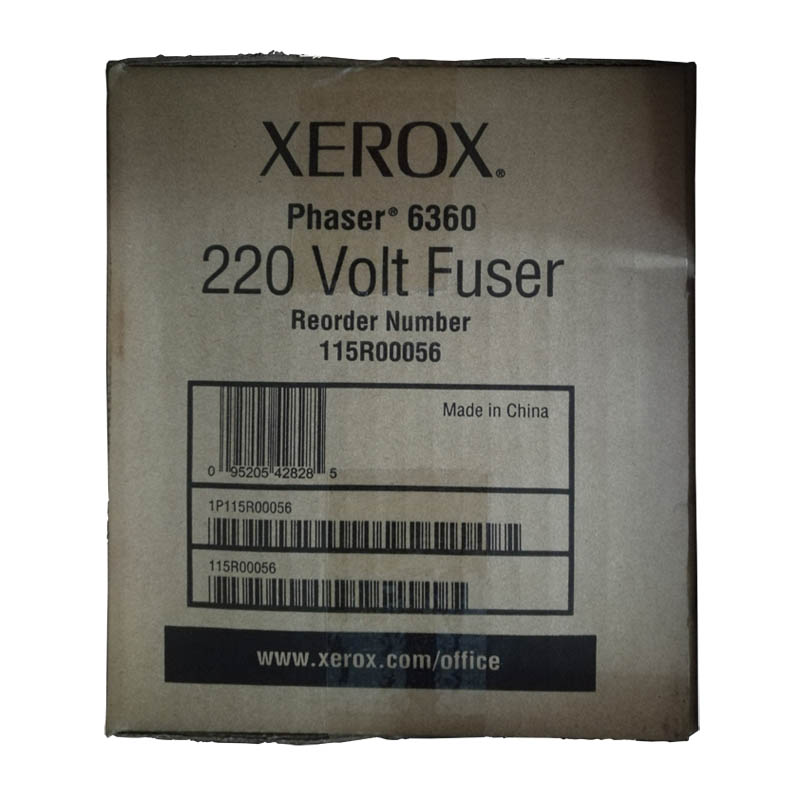 XEROX®
Phaser® 6360
220 Volt Fuser
Reorder Number
115R00056
Made in China
0 95205 42828 5
1P115R00056
115R00056
www.xerox.com/office